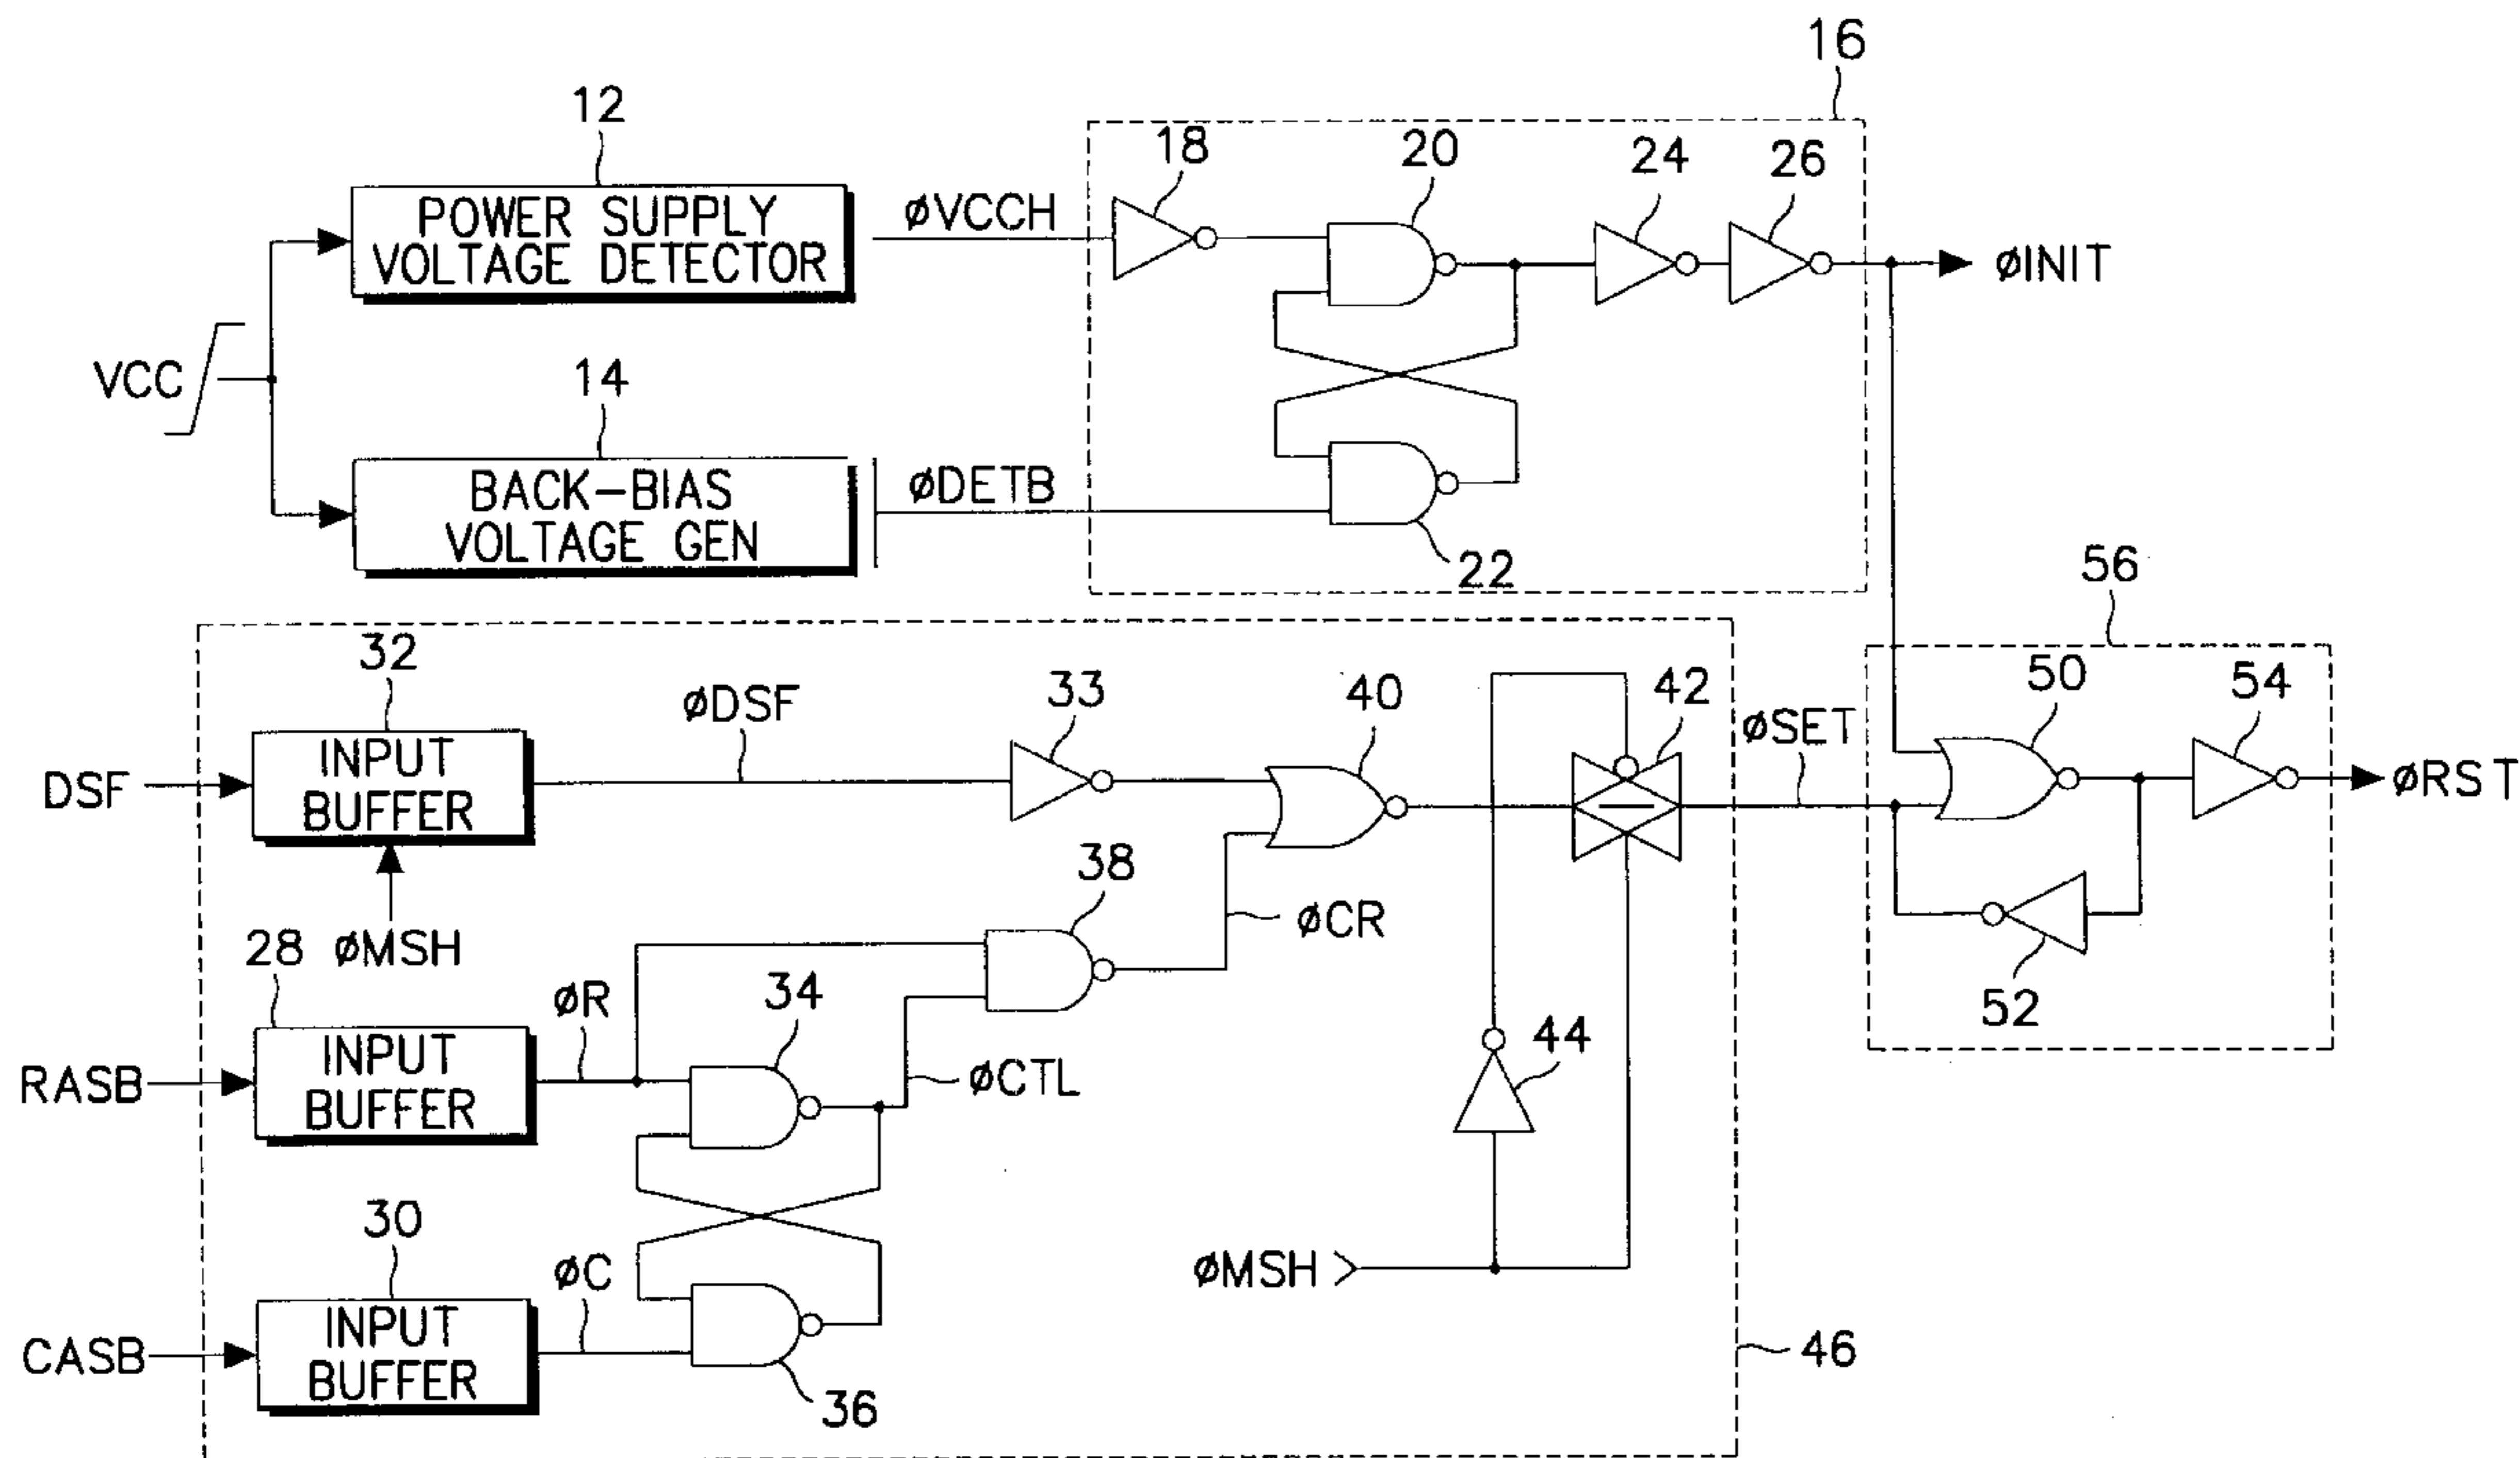 16
12
18
20
24
26
POWER SUPPLY
VOLTAGE DETECTOR
øVCCH
øINIT
VCC
14
BACK-BIAS
VOLTAGE GEN
øDETB
22
56
32
øDSF
33
40
42
øSET
50
54
INPUT
BUFFER
DSF
øRST
38
øCR
28
øMSH
øR
34
52
44
INPUT
BUFFER
RASB
øCTL
30
øC
øMSH
INPUT
BUFFER
CASB
36
46